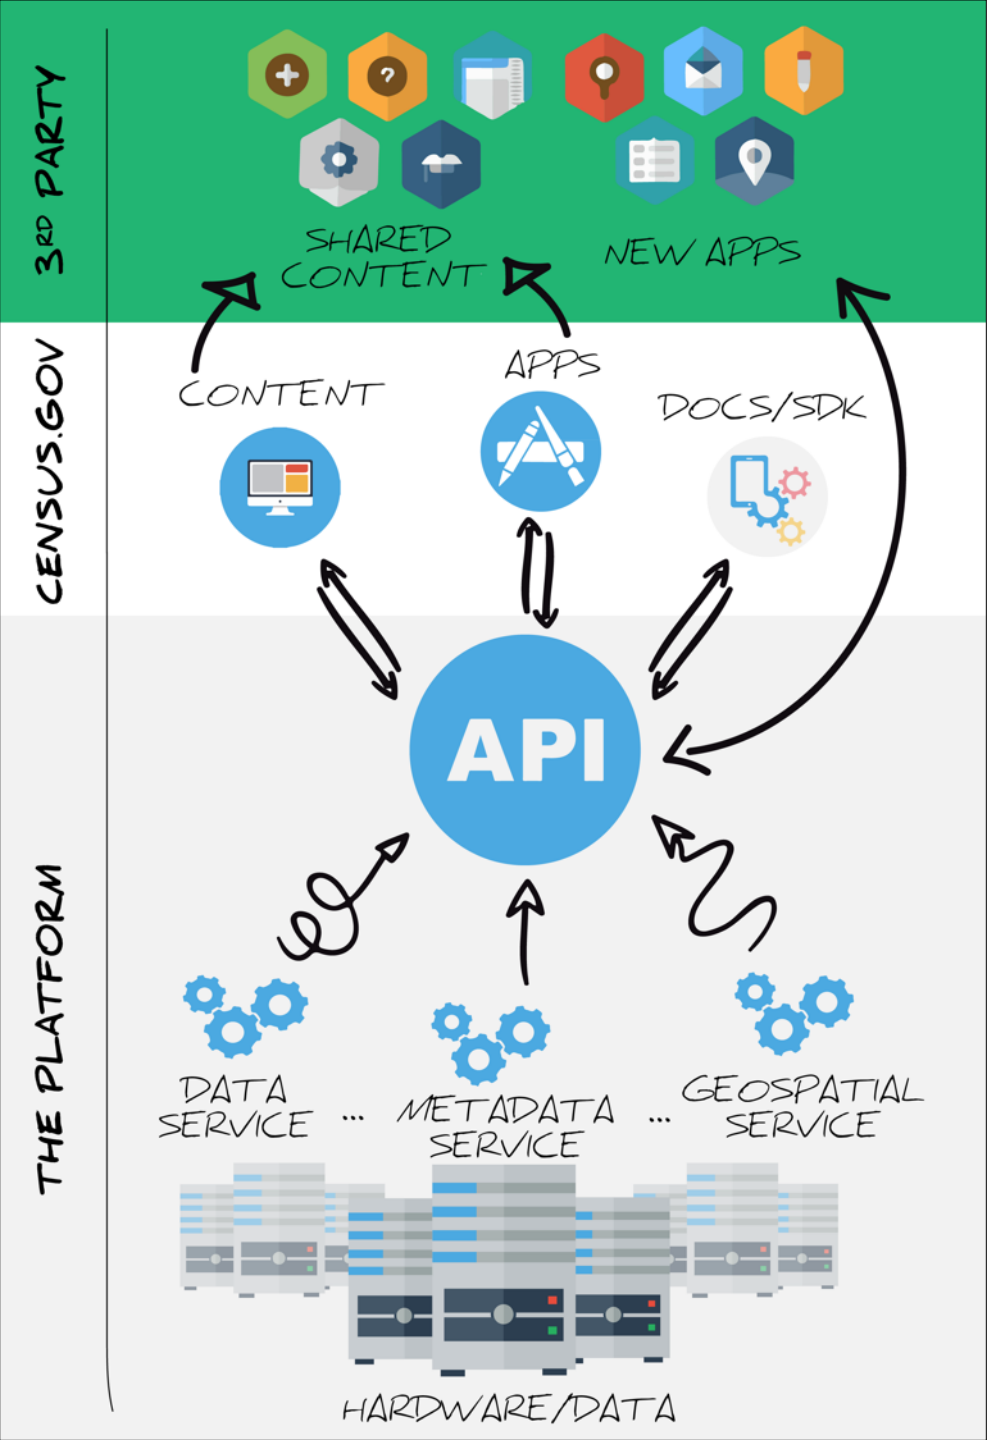 3RD PARTY
?
SHARED
CONTENT
NEW APPS
CENSUS.GOV
CONTENT
APPS
DOCS/SDK
THE PLATFORM
API
DATA
SERVICE
...
METADATA
SERVICE
...
GEOSPATIAL
SERVICE
HARDWARE/DATA